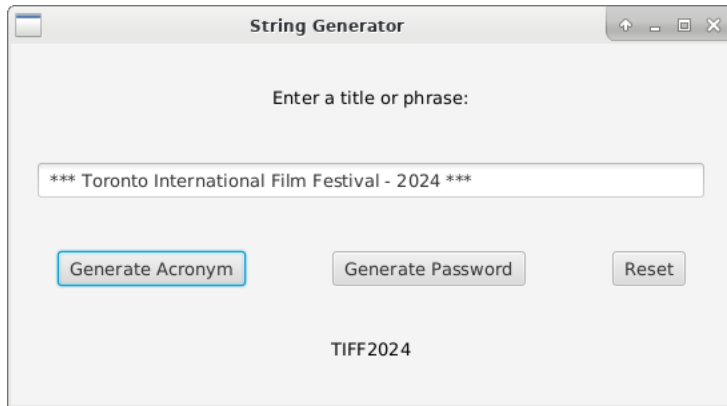 String Generator
Enter a title or phrase:
*** Toronto International Film Festival - 2024 ***
Generate Acronym Generate Password Reset
TIFF2024